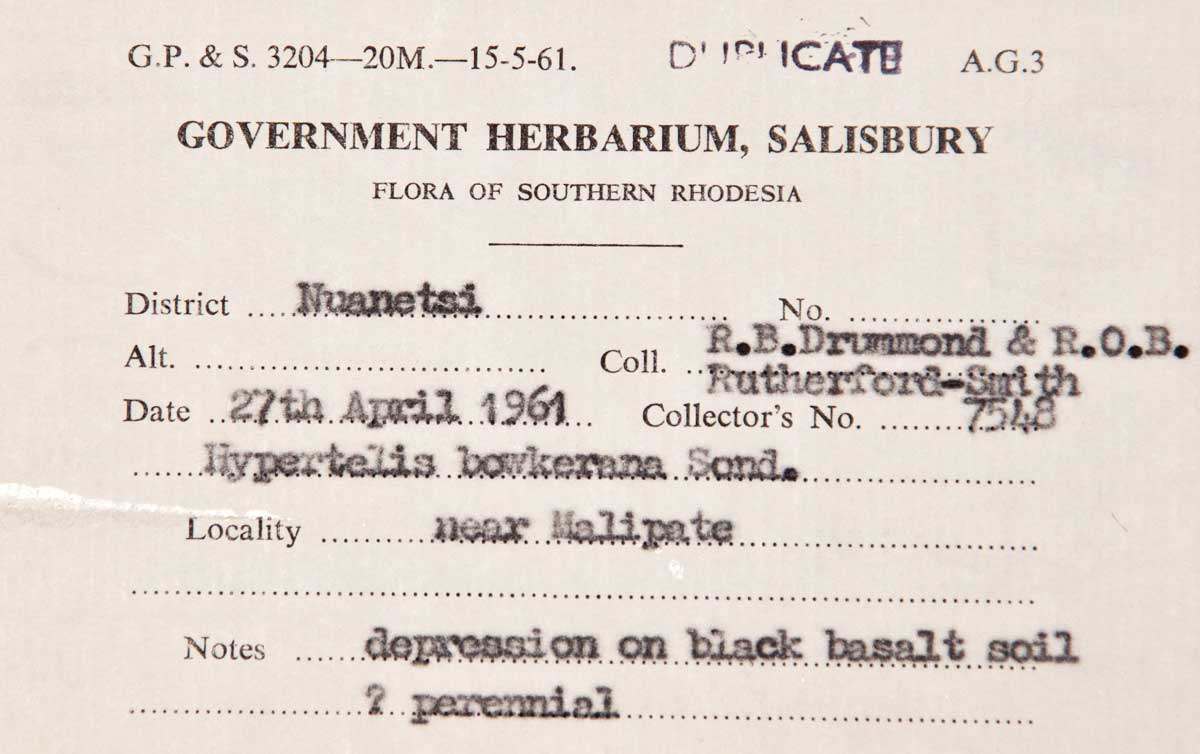 G.P. & S. 3204—20M.—15-5-61. DUPLICATE A.G.3
GOVERNMENT HERBARIUM, SALISBURY
FLORA OF SOUTHERN RHODESIA
District Nuanetsi No.
Alt. Coll. R.B.Drummond & R.O.B.
Rutherford-Smith
Date 27th April 1961 Collector's No. 7548
Hypertelis bowkerana Sond.
Locality near Malipate
Notes depression on black basalt soil
? perennial